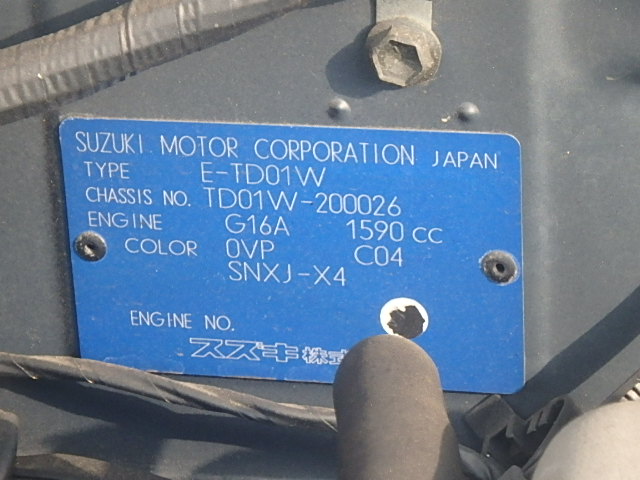 SUZUKI MOTOR CORPORATION JAPAN
TYPE E-TD01W
CHASSIS NO. TD01W-200026
ENGINE G16A 1590 CC
COLOR 0VP C04
SNXJ-X4
ENGINE NO.
スズキ株式